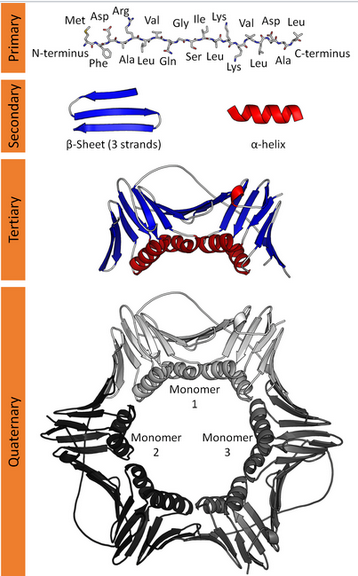 Primary
Met Asp Arg Val Gly Ile Lys Val Asp Leu
N-terminus C-terminus
Phe Ala Leu Gln Ser Leu Lys Leu Ala
Secondary
β-Sheet (3 strands) α-helix
Tertiary
Quaternary
Monomer
1
Monomer
2
Monomer
3